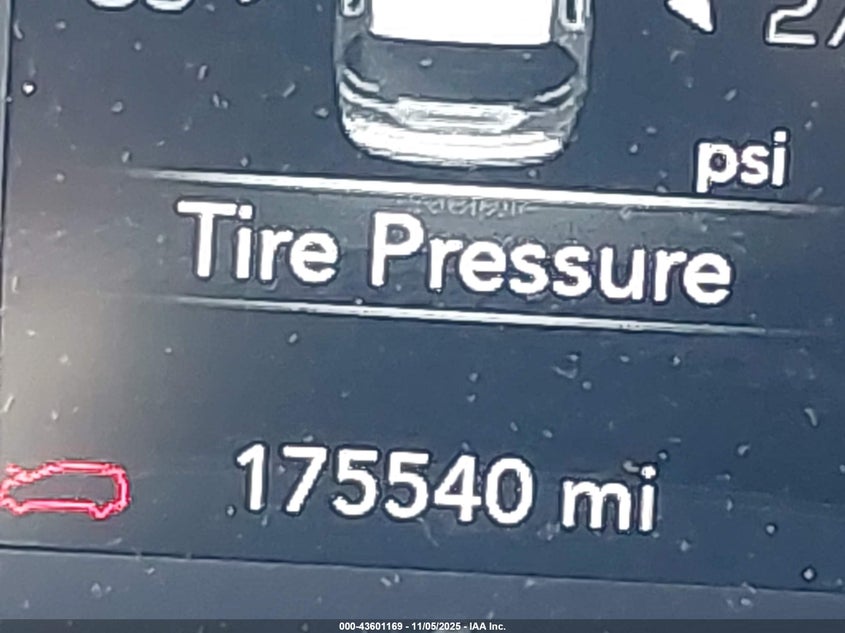 psi
Tire Pressure
175540 mi
000-43601169 - 11/05/2025 - IAA Inc.